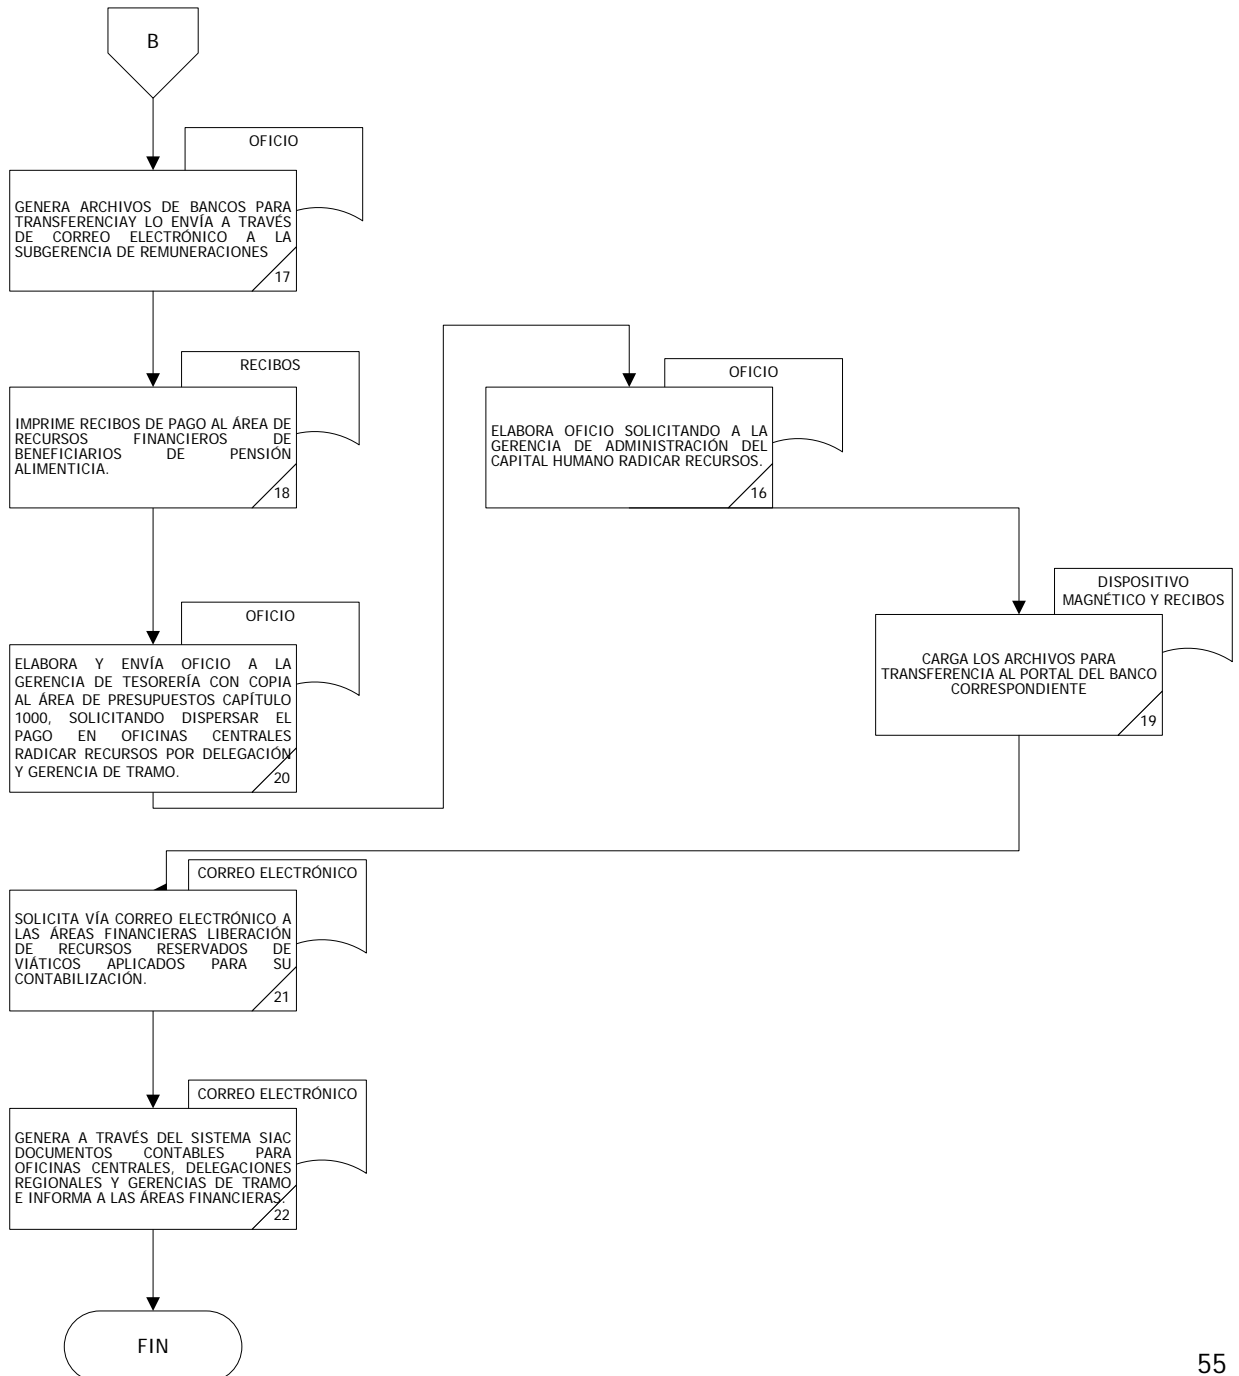 B
OFICIO
GENERA ARCHIVOS DE BANCOS PARA
TRANSFERENCIAY LO ENVÍA A TRAVÉS
DE CORREO ELECTRÓNICO A LA
SUBGERENCIA DE REMUNERACIONES
17
RECIBOS
IMPRIME RECIBOS DE PAGO AL ÁREA DE
RECURSOS FINANCIEROS DE
BENEFICIARIOS DE PENSIÓN
ALIMENTICIA.
18
OFICIO
ELABORA Y ENVÍA OFICIO A LA
GERENCIA DE TESORERÍA CON COPIA
AL ÁREA DE PRESUPUESTOS CAPÍTULO
1000, SOLICITANDO DISPERSAR EL
PAGO EN OFICINAS CENTRALES
RADICAR RECURSOS POR DELEGACIÓN
Y GERENCIA DE TRAMO.
20
OFICIO
ELABORA OFICIO SOLICITANDO A LA
GERENCIA DE ADMINISTRACIÓN DEL
CAPITAL HUMANO RADICAR RECURSOS.
16
DISPOSITIVO
MAGNÉTICO Y RECIBOS
CARGA LOS ARCHIVOS PARA
TRANSFERENCIA AL PORTAL DEL BANCO
CORRESPONDIENTE
19
CORREO ELECTRÓNICO
SOLICITA VÍA CORREO ELECTRÓNICO A
LAS ÁREAS FINANCIERAS LIBERACIÓN
DE RECURSOS RESERVADOS DE
VIÁTICOS APLICADOS PARA SU
CONTABILIZACIÓN.
21
CORREO ELECTRÓNICO
GENERA A TRAVÉS DEL SISTEMA SIAC
DOCUMENTOS CONTABLES PARA
OFICINAS CENTRALES, DELEGACIONES
REGIONALES Y GERENCIAS DE TRAMO
E INFORMA A LAS ÁREAS FINANCIERAS.
22
FIN
55